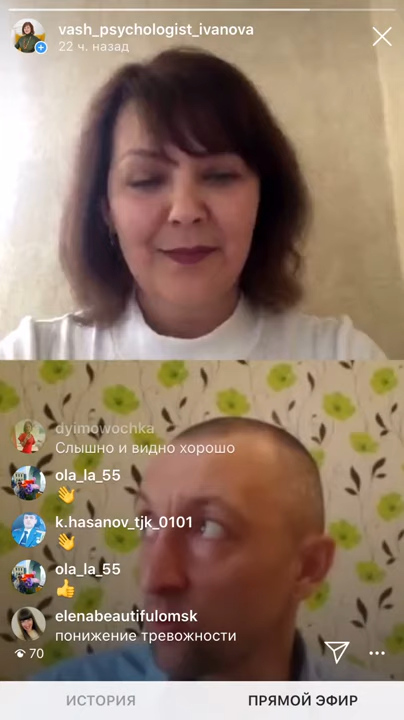 vash_psychologist_ivanova
22 ч. назад
dyimowochka
Слышно и видно хорошо
ola_la_55
👋
k.hasanov_tjk_0101
👋
ola_la_55
👍
elenabeautifulomsk
понижение тревожности
70
ИСТОРИЯ
ПРЯМОЙ ЭФИР